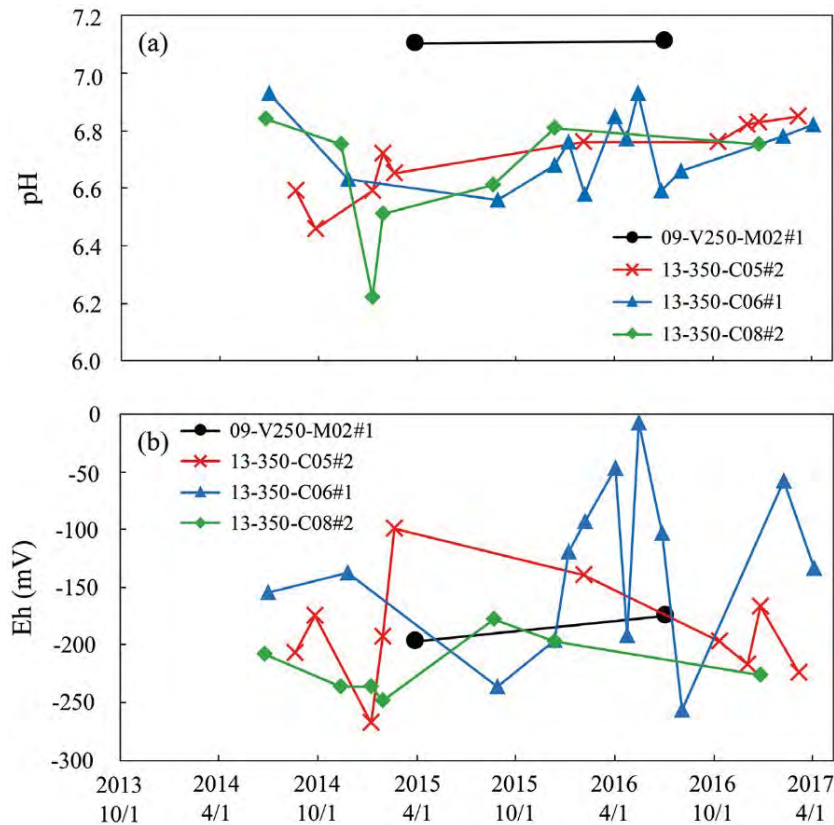 7.2
(a)
7.0
6.8
pH
6.6
6.4
6.2
6.0
09-V250-M02#1
13-350-C05#2
13-350-C06#1
13-350-C08#2
0
(b)
-50
-100
Eh (mV)
-150
-200
-250
-300
09-V250-M02#1
13-350-C05#2
13-350-C06#1
13-350-C08#2
2013 2014 2014 2015 2015 2016 2016 2017
10/1 4/1 10/1 4/1 10/1 4/1 10/1 4/1